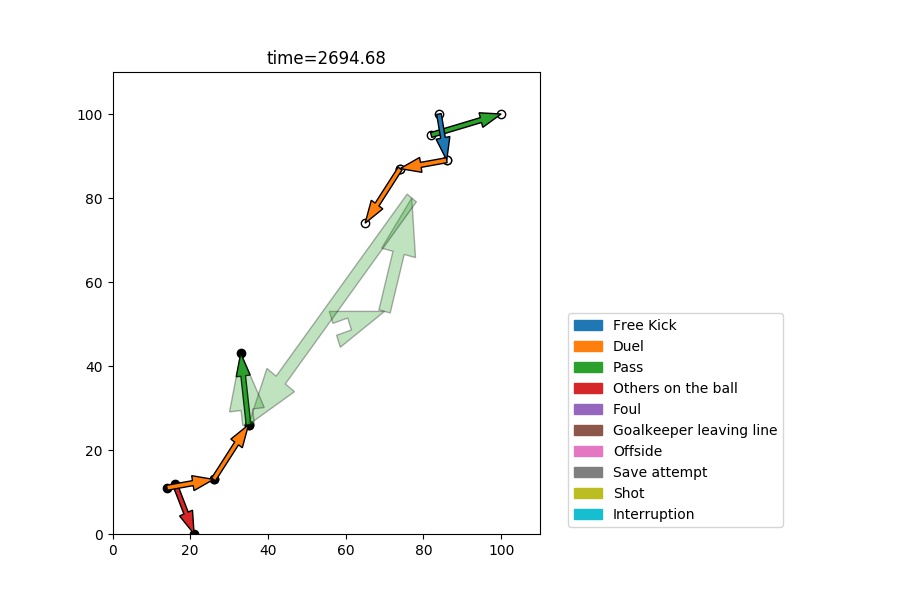 time=2694.68
100
80
60
40
20
0
0 20 40 60 80 100
Free Kick
Duel
Pass
Others on the ball
Foul
Goalkeeper leaving line
Offside
Save attempt
Shot
Interruption